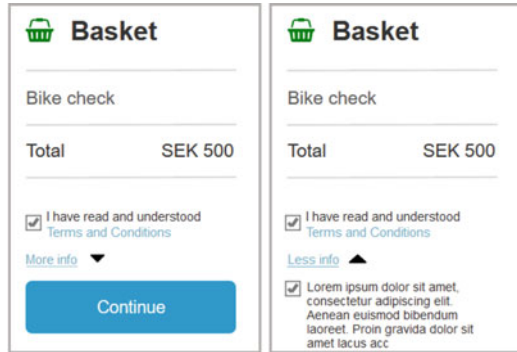 Basket
Bike check
Total SEK 500
I have read and understood
Terms and Conditions
More info
Continue
Basket
Bike check
Total SEK 500
I have read and understood
Terms and Conditions
Less info
Lorem ipsum dolor sit amet,
consectetur adipiscing elit.
Aenean euismod bibendum
laoreet. Proin gravida dolor sit
amet lacus acc